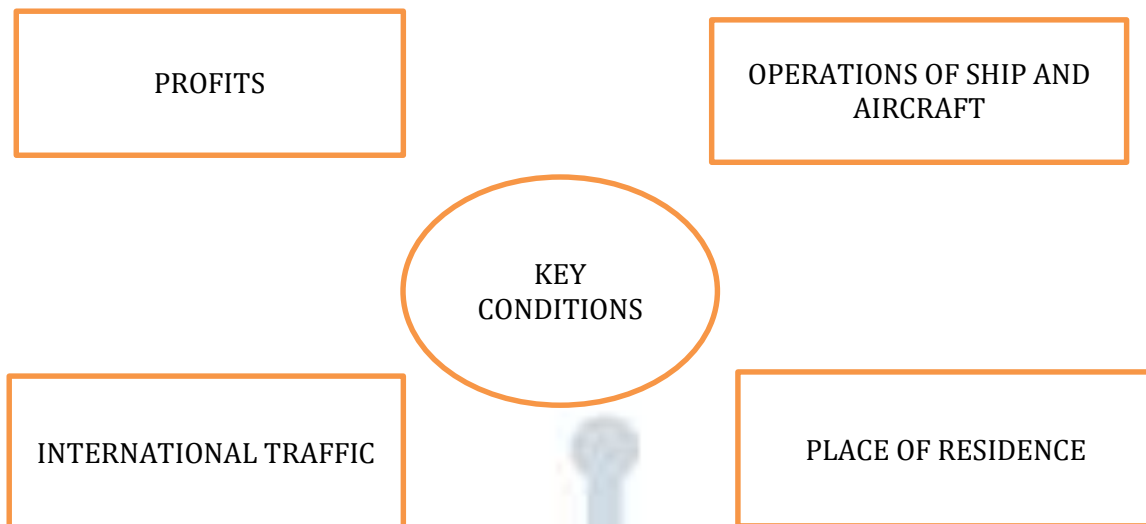 PROFITS
OPERATIONS OF SHIP AND
AIRCRAFT
KEY
CONDITIONS
INTERNATIONAL TRAFFIC
PLACE OF RESIDENCE